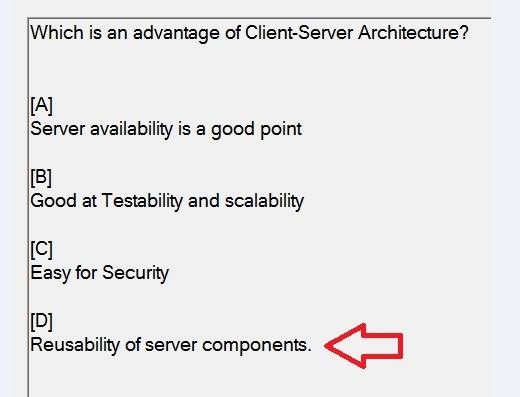 Which is an advantage of Client-Server Architecture?
[A]
Server availability is a good point
[B]
Good at Testability and scalability
[C]
Easy for Security
[D]
Reusability of server components.